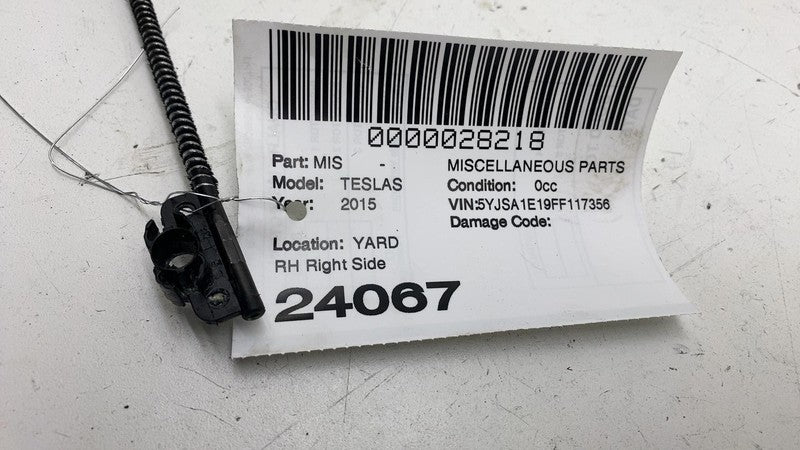 0000028218
Part: MIS - MISCELLANEOUS PARTS
Model: TESLAS Condition: 0cc
Year: 2015 VIN:5YJSA1E19FF117356
Damage Code:
Location: YARD
RH Right Side
24067